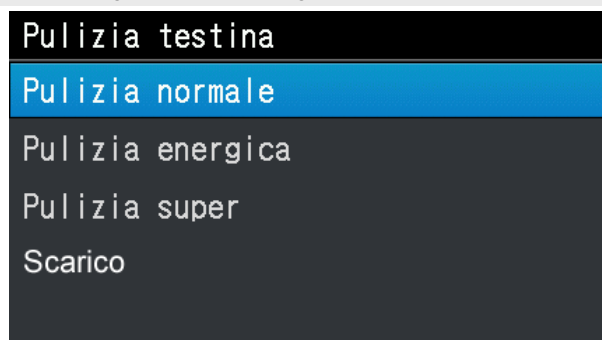 Pulizia testina
Pulizia normale
Pulizia energica
Pulizia super
Scarico